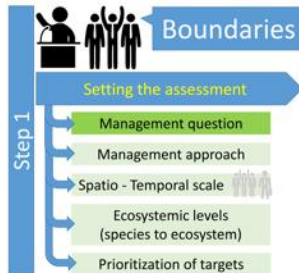 Boundaries
Step 1
Setting the assessment
Management question
Management approach
Spatio - Temporal scale
Ecosystemic levels
(species to ecosystem)
Prioritization of targets